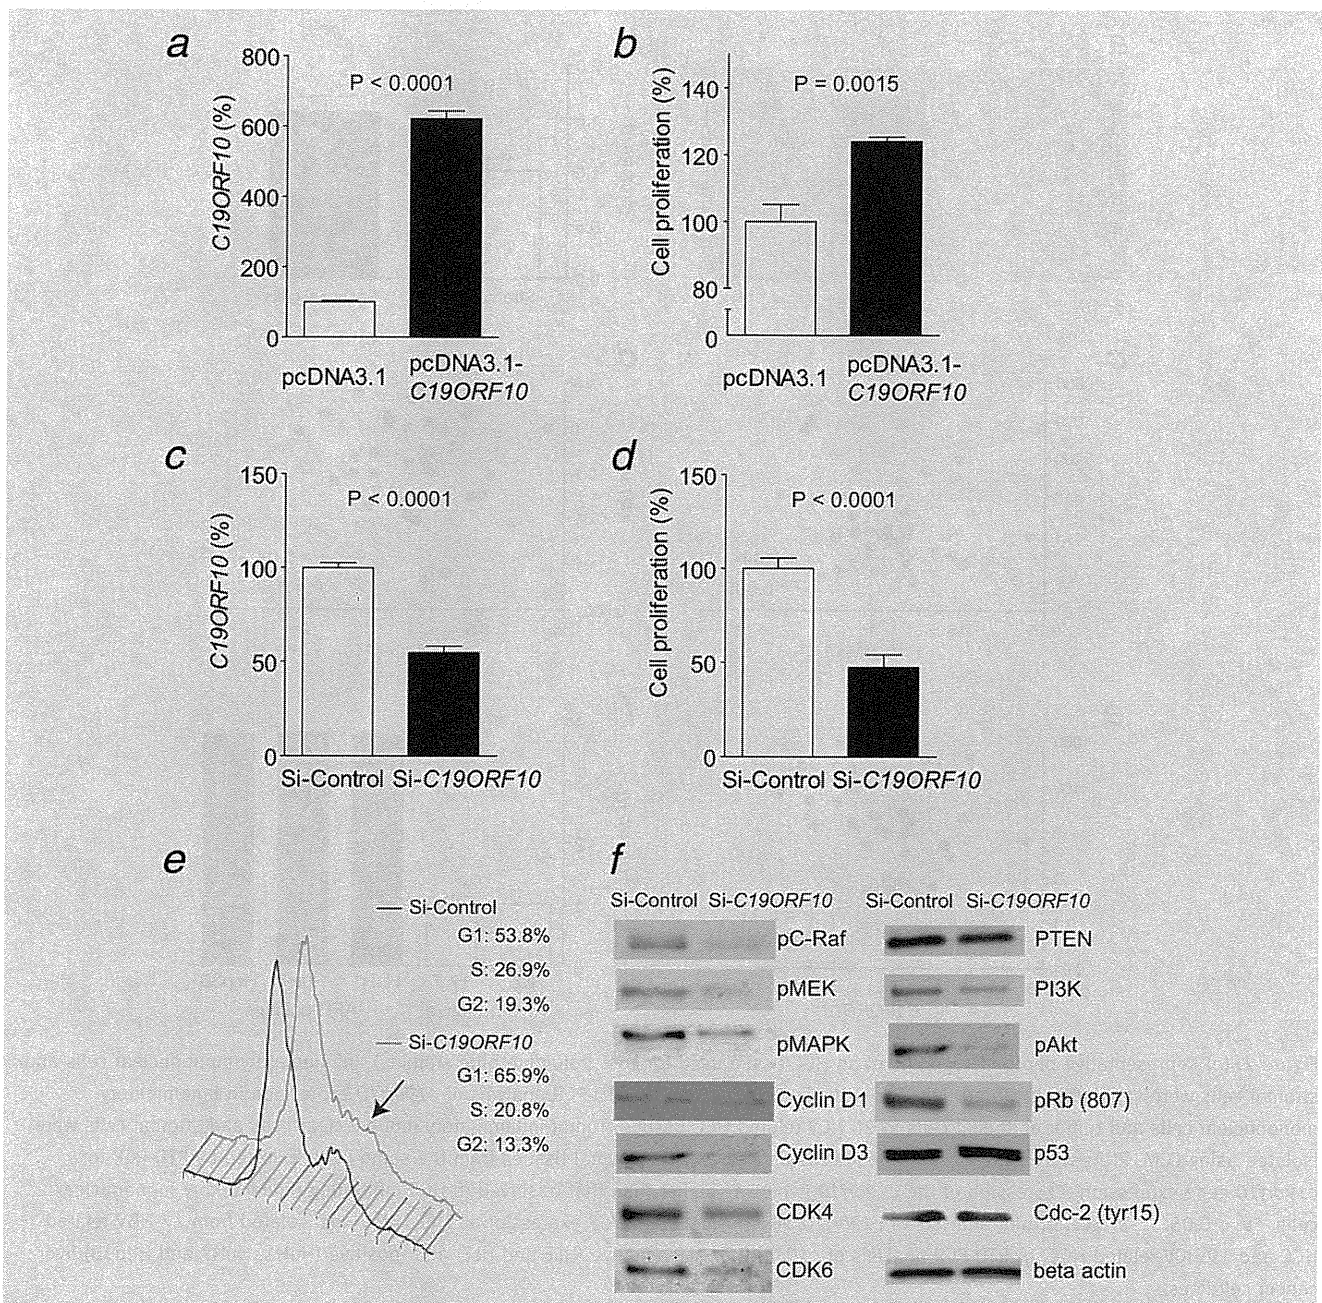 a
800
600
400
200
0
C19ORF10 (%)
P < 0.0001
pcDNA3.1
pcDNA3.1-
C19ORF10
b
140
120
100
80
0
Cell proliferation (%)
P = 0.0015
pcDNA3.1
pcDNA3.1-
C19ORF10
c
150
100
50
0
C19ORF10 (%)
P < 0.0001
Si-Control Si-C19ORF10
d
150
100
50
0
Cell proliferation (%)
P < 0.0001
Si-Control Si-C19ORF10
e
Si-Control
G1: 53.8%
S: 26.9%
G2: 19.3%
Si-C19ORF10
G1: 65.9%
S: 20.8%
G2: 13.3%
f
Si-Control Si-C19ORF10
pC-Raf
pMEK
pMAPK
Cyclin D1
Cyclin D3
CDK4
CDK6
Si-Control Si-C19ORF10
PTEN
PI3K
pAkt
pRb (807)
p53
Cdc-2 (tyr15)
beta actin